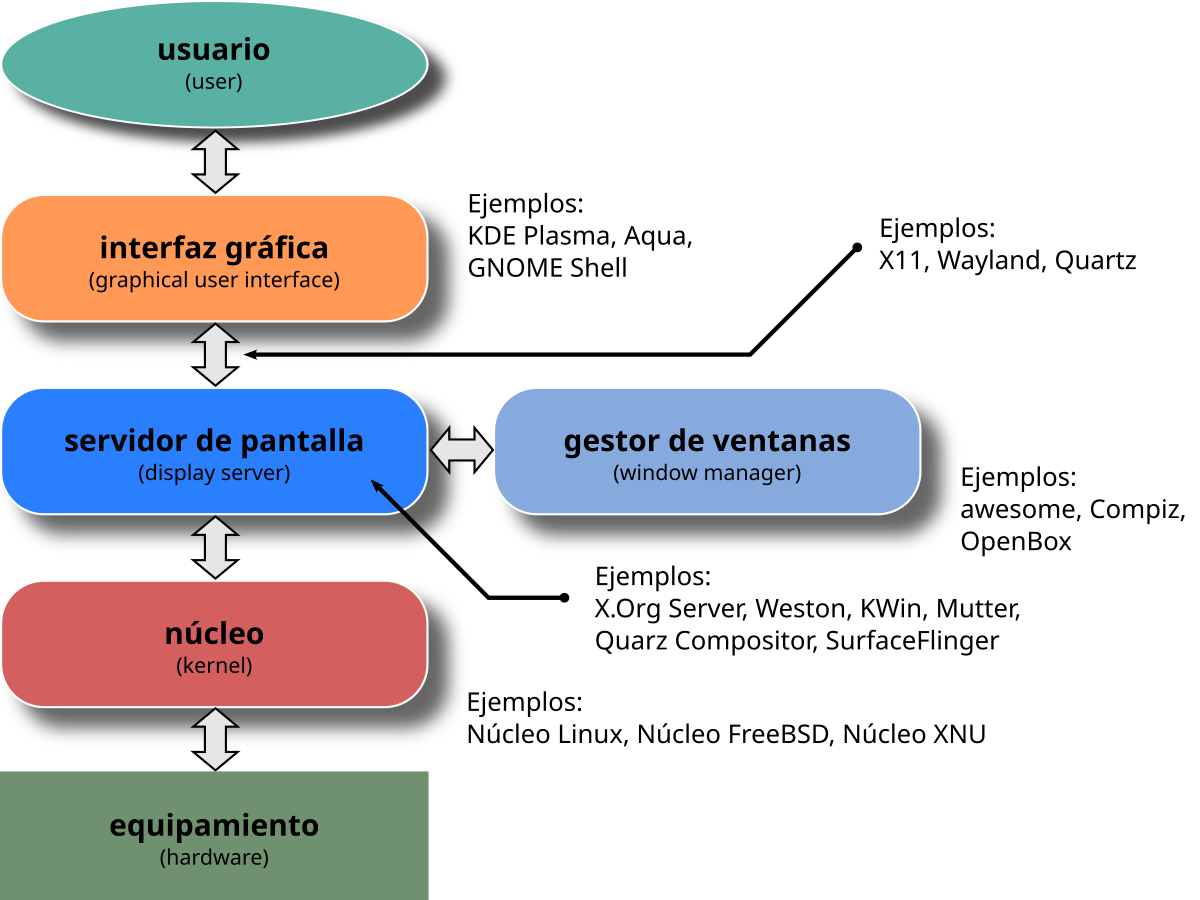 usuario
(user)
interfaz gráfica
(graphical user interface)
Ejemplos:
KDE Plasma, Aqua,
GNOME Shell
Ejemplos:
X11, Wayland, Quartz
servidor de pantalla
(display server)
gestor de ventanas
(window manager)
Ejemplos:
awesome, Compiz,
OpenBox
Ejemplos:
X.Org Server, Weston, KWin, Mutter,
Quarz Compositor, SurfaceFlinger
núcleo
(kernel)
Ejemplos:
Núcleo Linux, Núcleo FreeBSD, Núcleo XNU
equipamiento
(hardware)